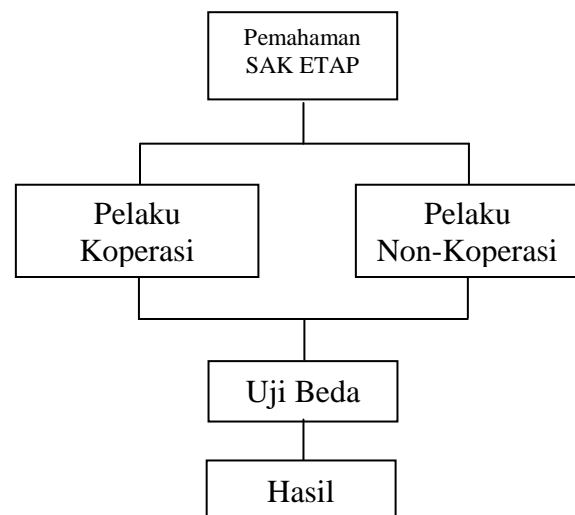 Pemahaman
SAK ETAP
Pelaku
Koperasi
Pelaku
Non-Koperasi
Uji Beda
Hasil